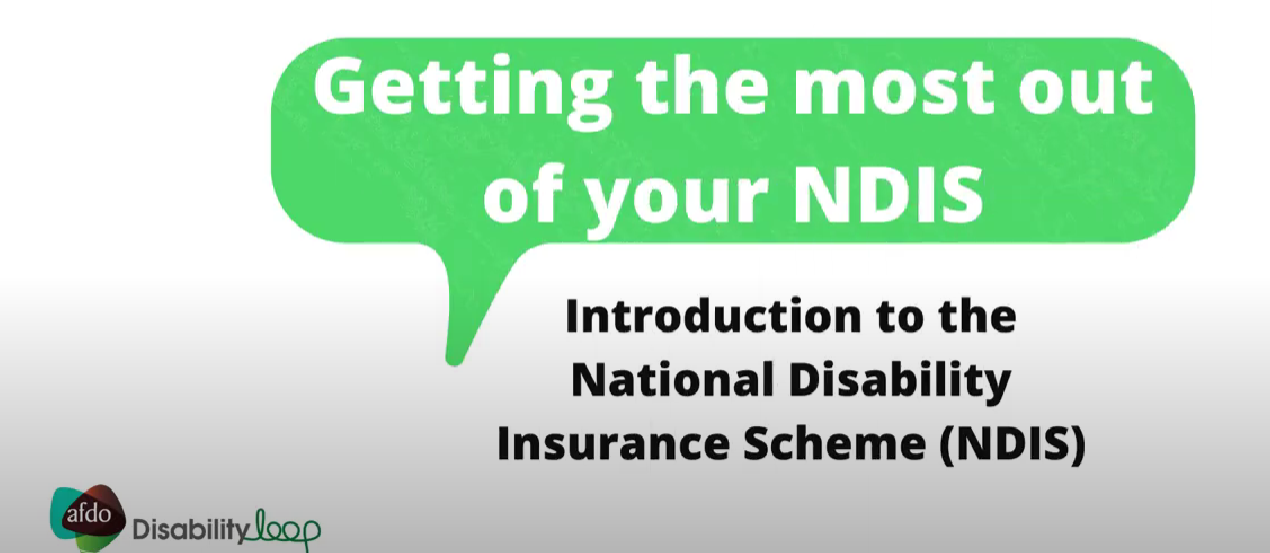 Getting the most out
of your NDIS
Introduction to the
National Disability
Insurance Scheme (NDIS)
afdo
Disability loop